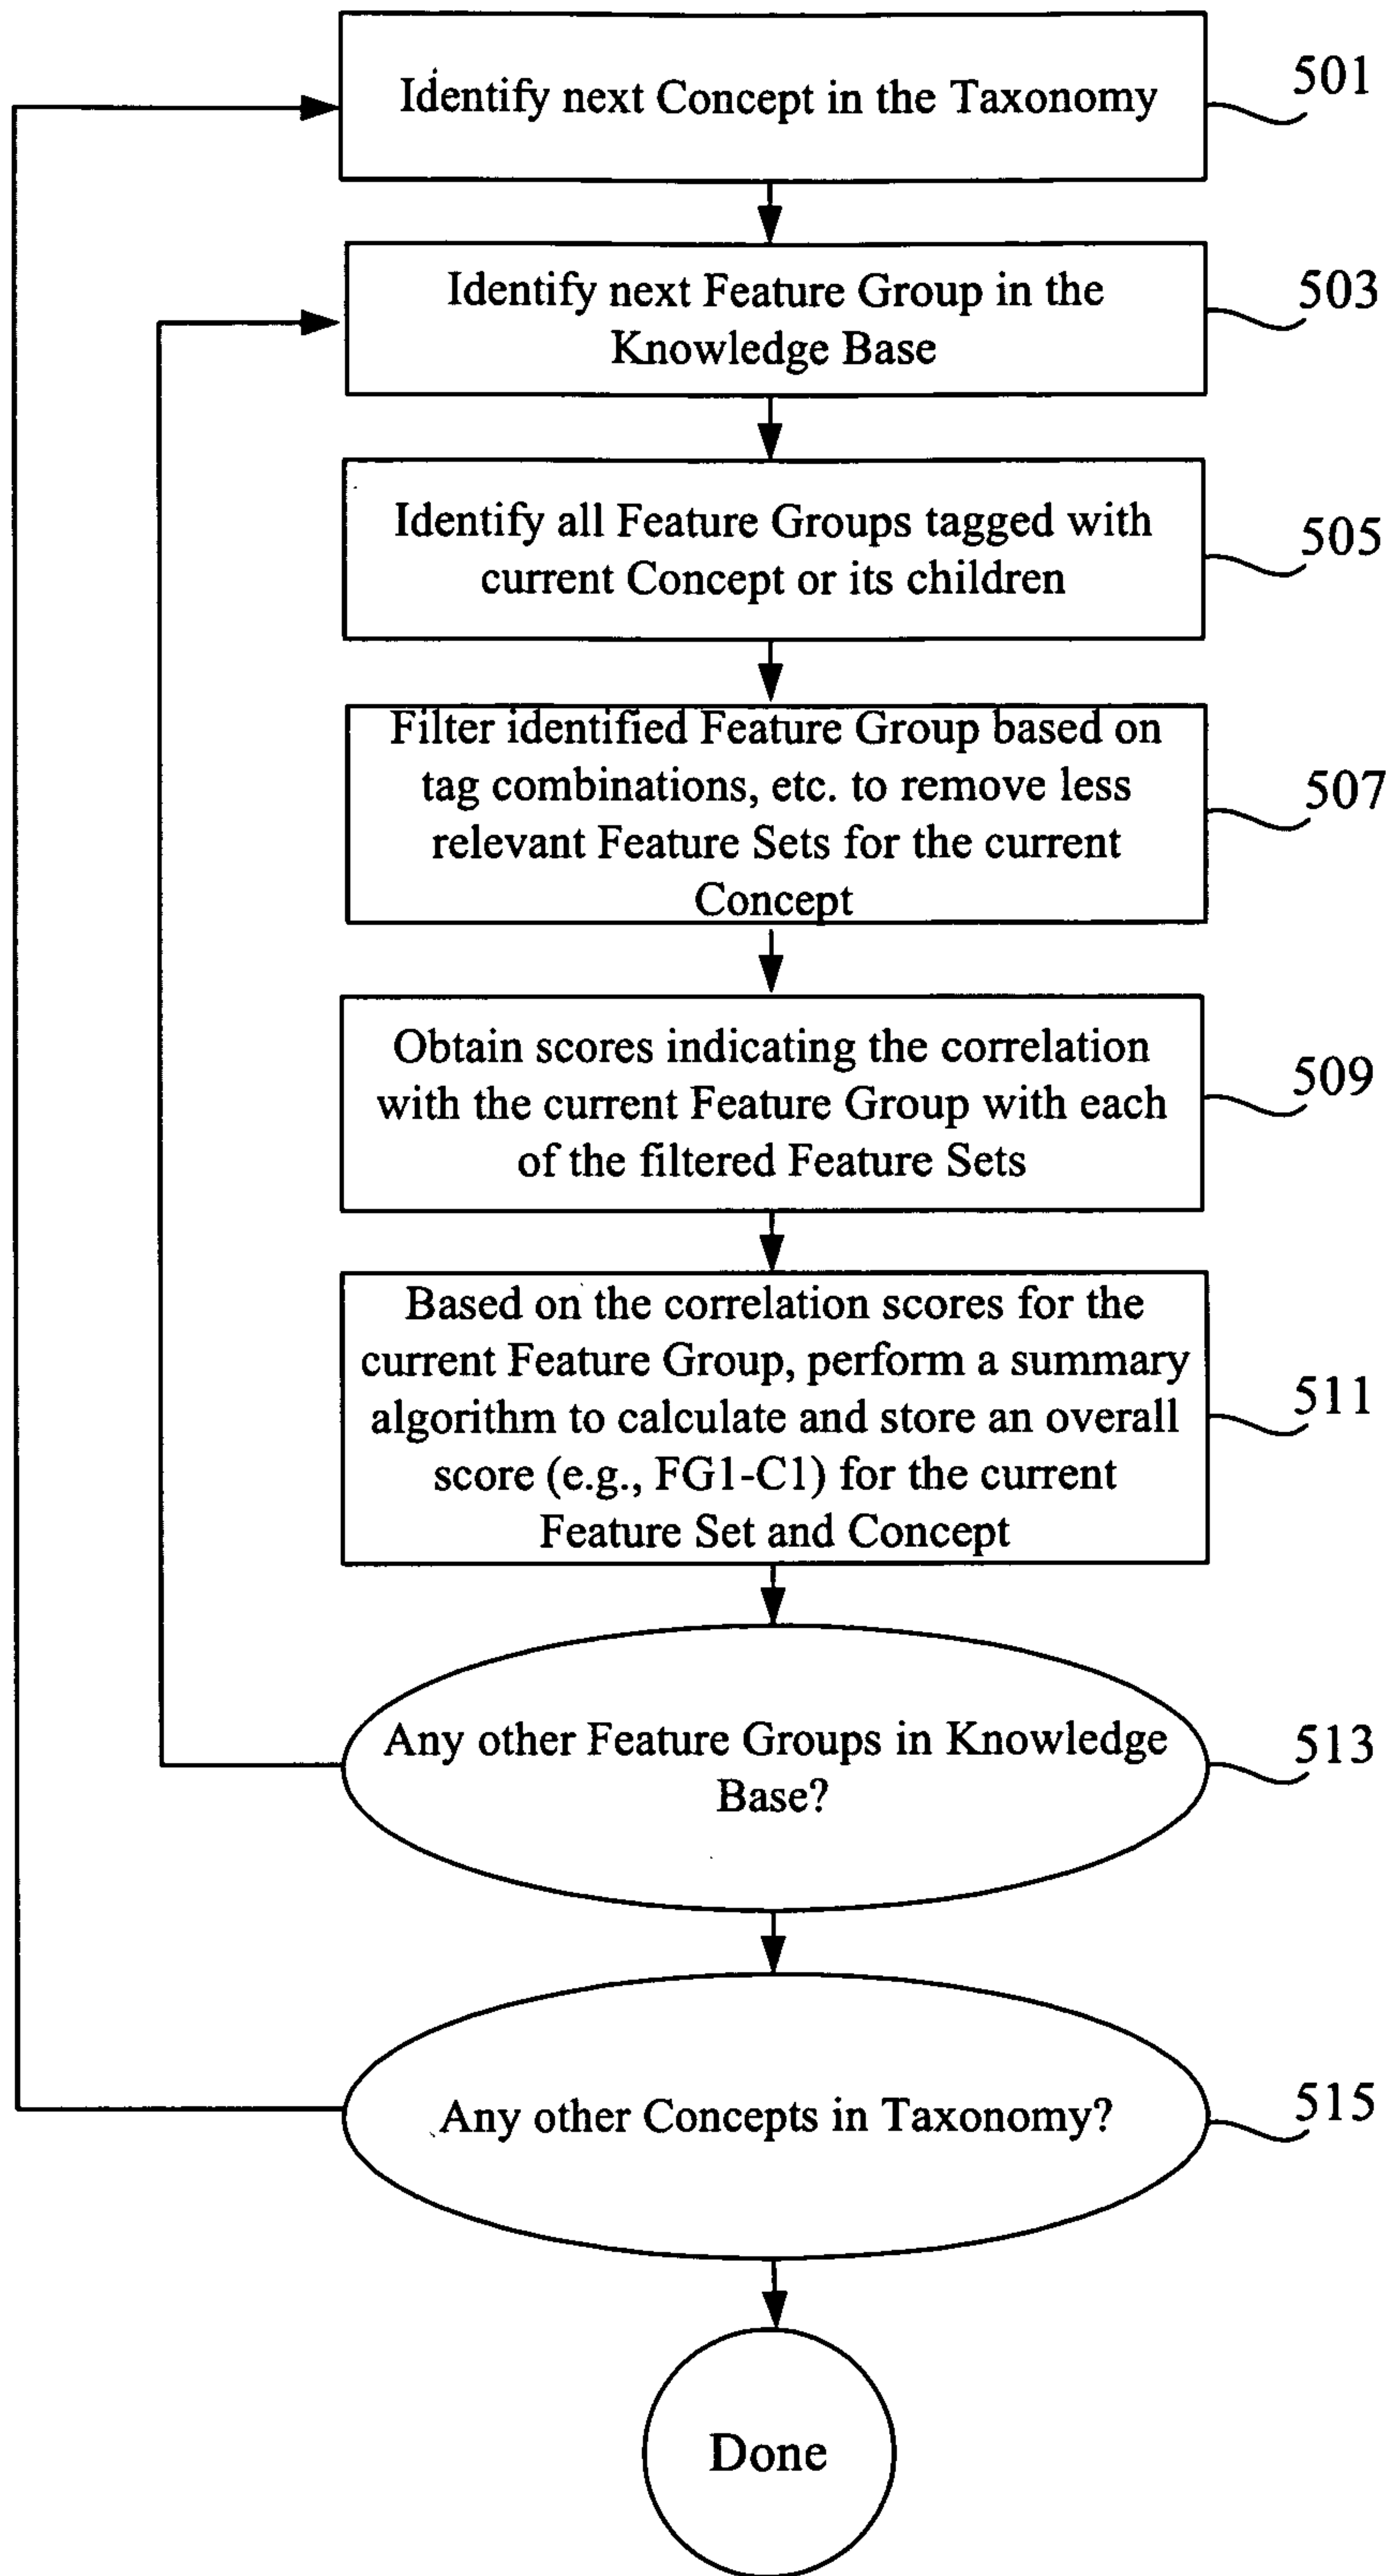 Identify next Concept in the Taxonomy
501
Identify next Feature Group in the
Knowledge Base
503
Identify all Feature Groups tagged with
current Concept or its children
505
Filter identified Feature Group based on
tag combinations, etc. to remove less
relevant Feature Sets for the current
Concept
507
Obtain scores indicating the correlation
with the current Feature Group with each
of the filtered Feature Sets
509
Based on the correlation scores for the
current Feature Group, perform a summary
algorithm to calculate and store an overall
score (e.g., FG1-C1) for the current
Feature Set and Concept
511
Any other Feature Groups in Knowledge
Base?
513
Any other Concepts in Taxonomy?
515
Done